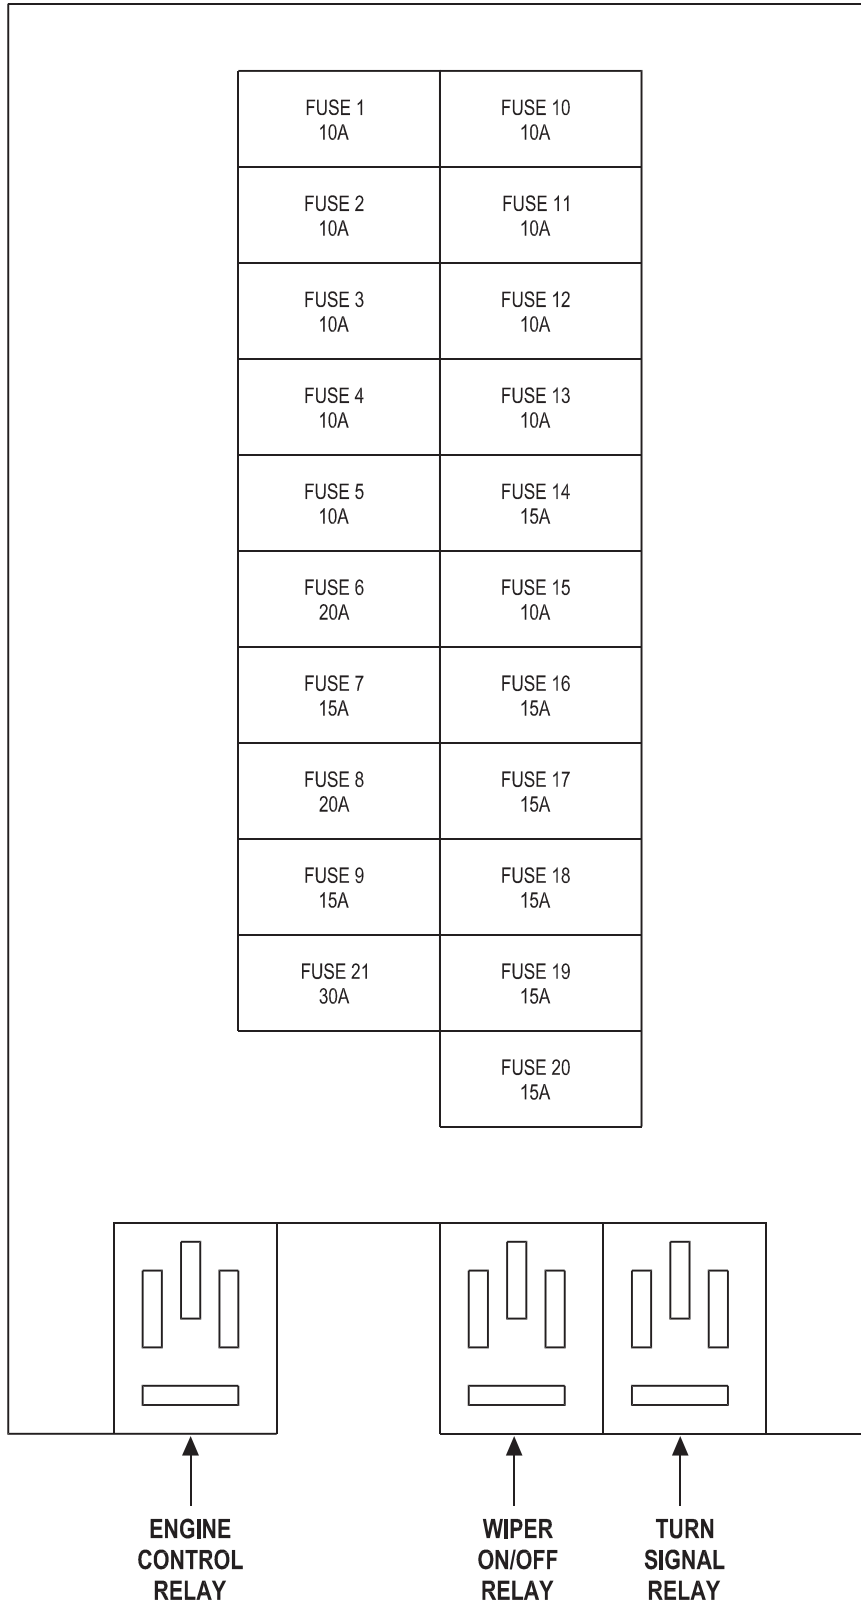 FUSE 1
10A
FUSE 10
10A
FUSE 2
10A
FUSE 11
10A
FUSE 3
10A
FUSE 12
10A
FUSE 4
10A
FUSE 13
10A
FUSE 5
10A
FUSE 14
15A
FUSE 6
20A
FUSE 15
10A
FUSE 7
15A
FUSE 16
15A
FUSE 8
20A
FUSE 17
15A
FUSE 9
15A
FUSE 18
15A
FUSE 21
30A
FUSE 19
15A
FUSE 20
15A
ENGINE
CONTROL
RELAY
WIPER
ON/OFF
RELAY
TURN
SIGNAL
RELAY